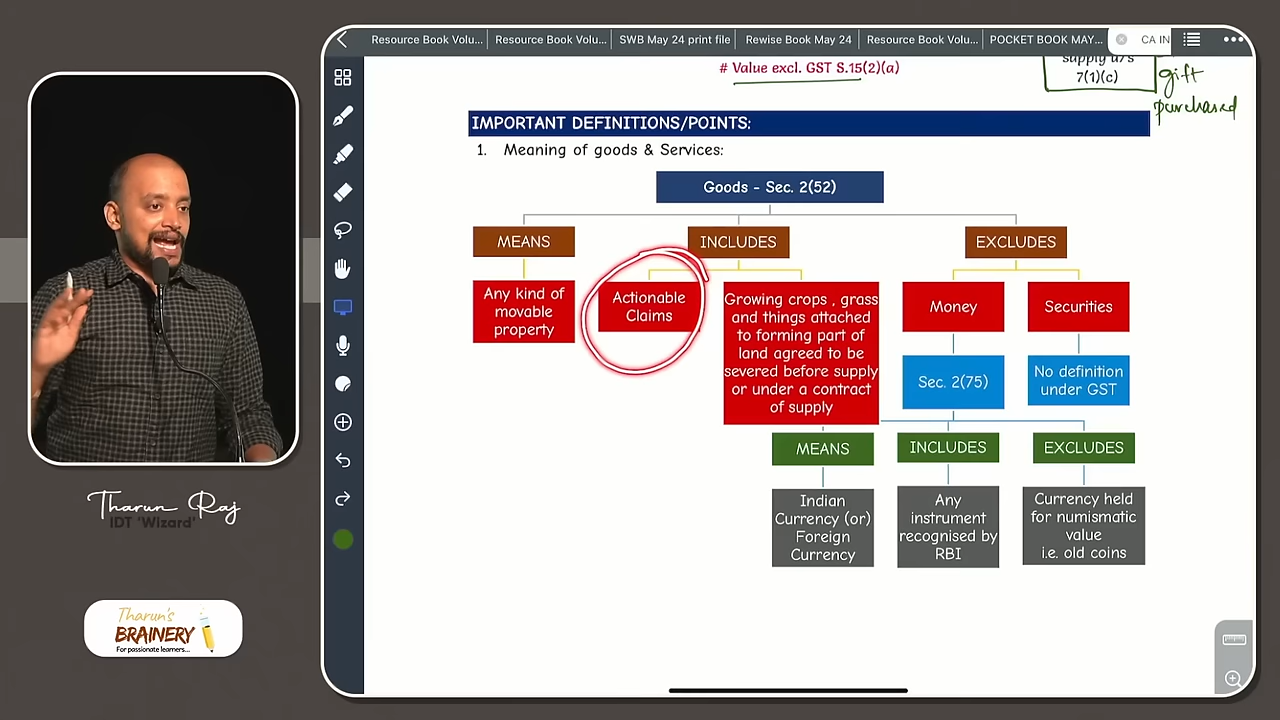 Resource Book Volu...
Resource Book Volu...
SWB May 24 print file
Rewise Book May 24
Resource Book Volu...
POCKET BOOK MAY...
CA IN
# Value excl. GST S.15(2)(a)
7(1)(c)
gift
purchased
IMPORTANT DEFINITIONS/POINTS:
1. Meaning of goods & Services:
Goods - Sec. 2(52)
MEANS
INCLUDES
EXCLUDES
Any kind of
movable
property
Actionable
Claims
Growing crops , grass
and things attached
to forming part of
land agreed to be
severed before supply
or under a contract
of supply
Money
Securities
Sec. 2(75)
No definition
under GST
MEANS
INCLUDES
EXCLUDES
Indian
Currency (or)
Foreign
Currency
Any
instrument
recognised by
RBI
Currency held
for numismatic
value
i.e. old coins
Tharun Raj
IDT 'Wizard'
Tharun's
BRAINERY
For passionate learners...